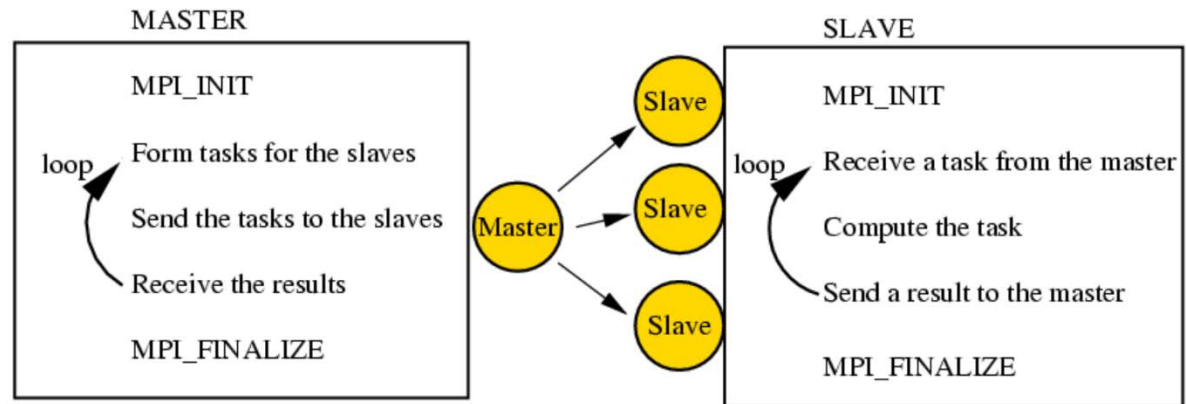 MASTER
MPI_INIT
loop
Form tasks for the slaves
Send the tasks to the slaves
Receive the results
MPI_FINALIZE
Master
Slave
Slave
Slave
SLAVE
MPI_INIT
loop
Receive a task from the master
Compute the task
Send a result to the master
MPI_FINALIZE